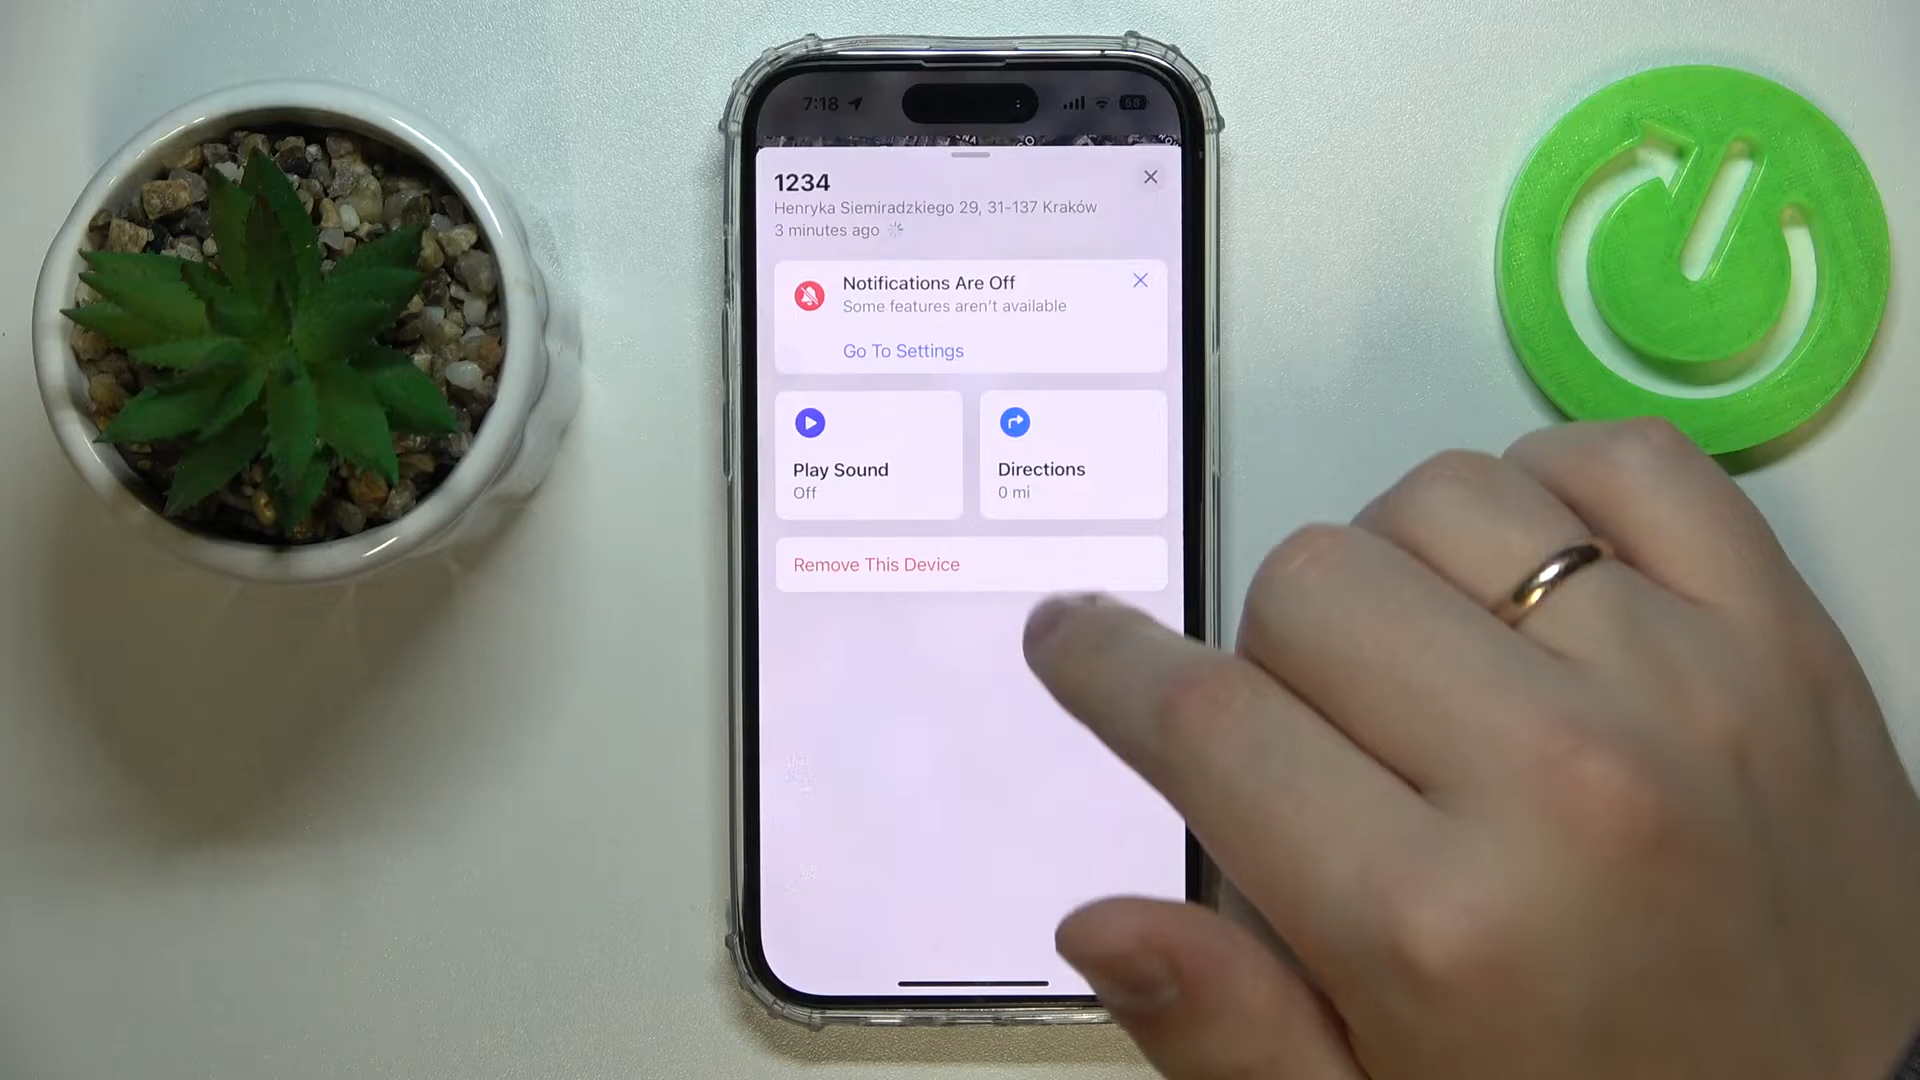 7:18
58
1234
Henryka Siemiradzkiego 29, 31-137 Kraków
3 minutes ago
Notifications Are Off
Some features aren't available
Go To Settings
Play Sound
Off
Directions
0 mi
Remove This Device